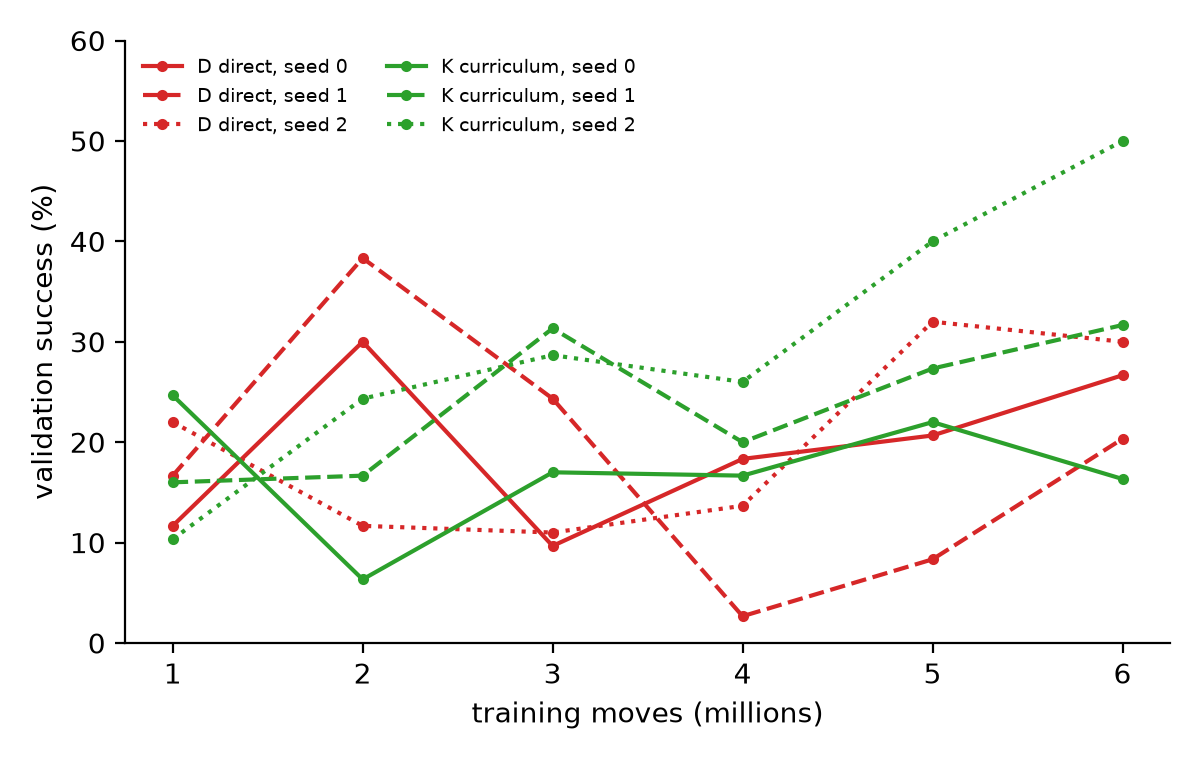 60
50
40
30
20
10
0
validation success (%)
D direct, seed 0
D direct, seed 1
D direct, seed 2
K curriculum, seed 0
K curriculum, seed 1
K curriculum, seed 2
1 2 3 4 5 6
training moves (millions)